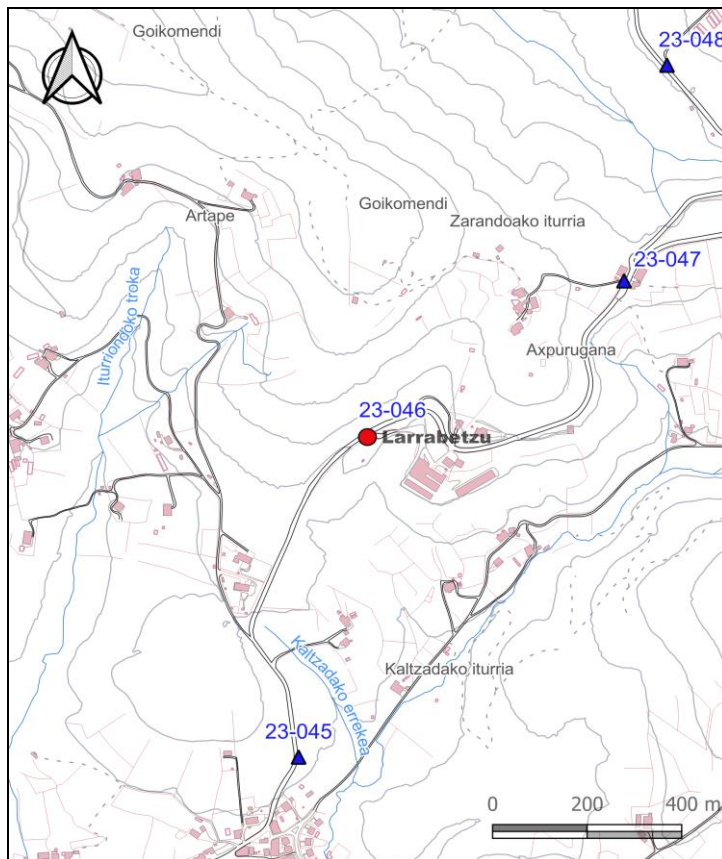 Goikomendi
23-048
Artape
Goikomendi
Zarandoako iturria
23-047
Iturriondoko troka
Axpurugana
23-046
Larrabetzu
Kaltzadako errekea
Kaltzadako iturria
23-045
0 200 400 m